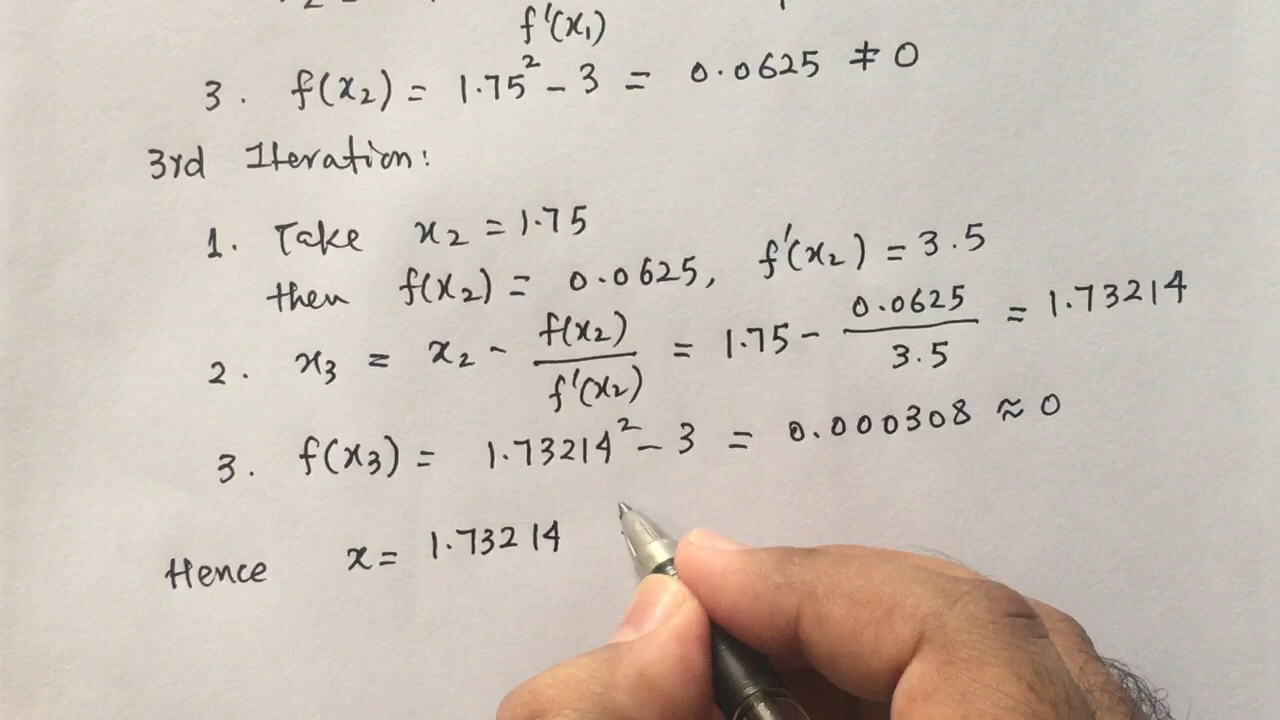 f'(x₁)
3. f(x₂) = 1.75² - 3 = 0.0625 ≠ 0
3rd Iteration:
1. Take x₂ = 1.75
then f(x₂) = 0.0625, f'(x₂) = 3.5
2. x₃ = x₂ - f(x₂)/f'(x₂) = 1.75 - 0.0625/3.5 = 1.73214
3. f(x₃) = 1.73214² - 3 = 0.000308 ≈ 0
Hence x = 1.73214